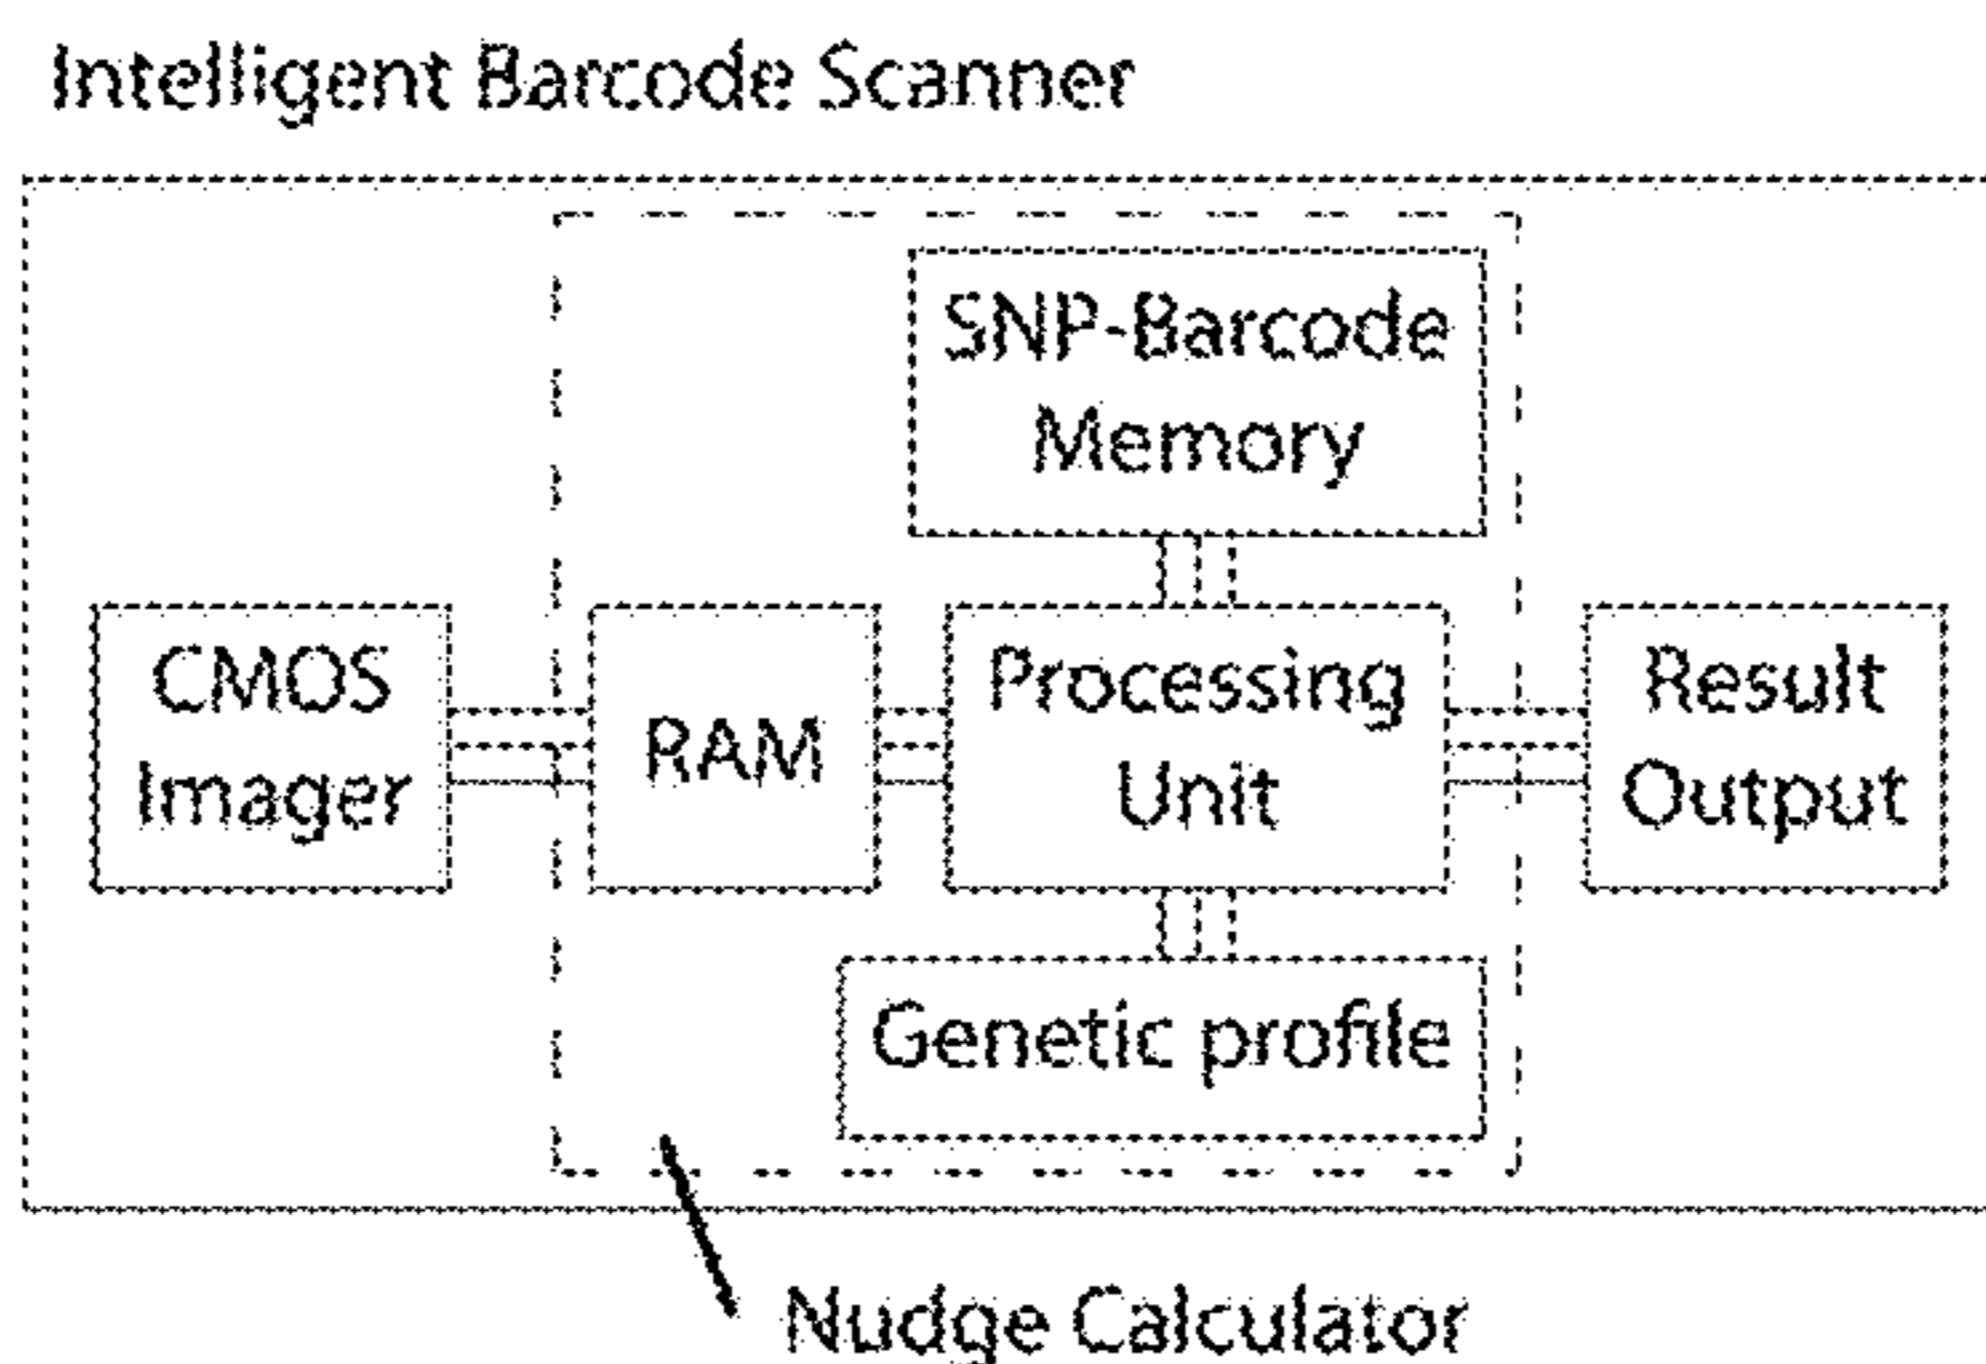 Intelligent Barcode Scanner
SNP-Barcode
Memory
CMOS
Imager
RAM
Processing
Unit
Result
Output
Genetic profile
Nudge Calculator